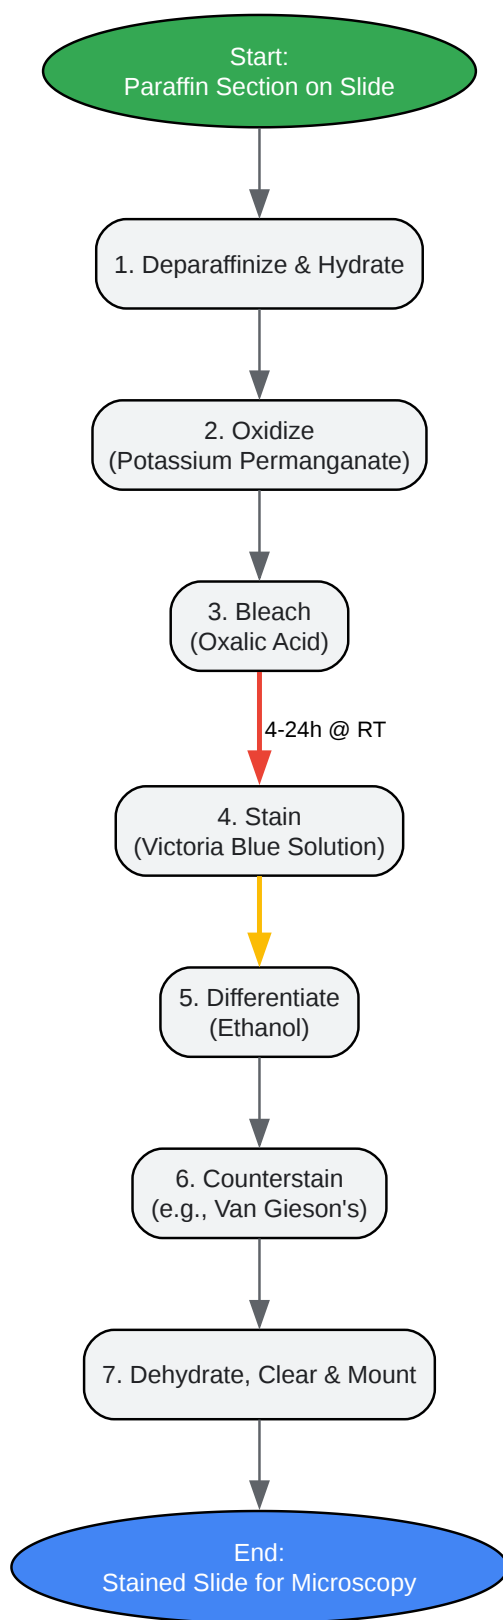 Start:
Paraffin Section on Slide
1. Deparaffinize & Hydrate
2. Oxidize
(Potassium Permanganate)
3. Bleach
(Oxalic Acid)
4-24h @ RT
4. Stain
(Victoria Blue Solution)
5. Differentiate
(Ethanol)
6. Counterstain
(e.g., Van Gieson's)
7. Dehydrate, Clear & Mount
End:
Stained Slide for Microscopy